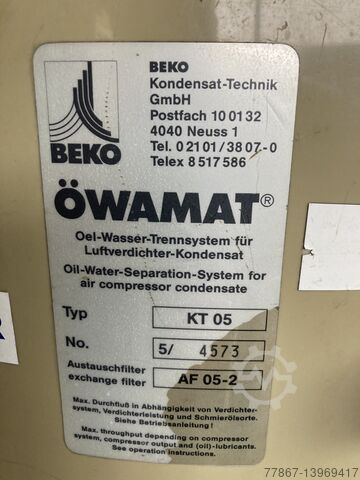 BEKO
Kondensat-Technik
GmbH
Postfach 10 01 32
4040 Neuss 1
Tel. 0 21 01 / 38 07-0
Telex 8 517 586
BEKO
ÖWAMAT®
Oel-Wasser-Trennsystem für
Luftverdichter-Kondensat
Oil-Water-Separation-System for
air compressor condensate
Typ KT 05
No. 5/ 4573
Austauschfilter
exchange filter AF 05-2
Max. Durchfluß in Abhängigkeit von Verdichter-
system, Verdichterleistung und Schmierölsorte.
Siehe Betriebsanleitung!
Max. throughput depending on compressor
system, compressor output and (oil)-lubricants.
See operation instructions.
77867-13969417